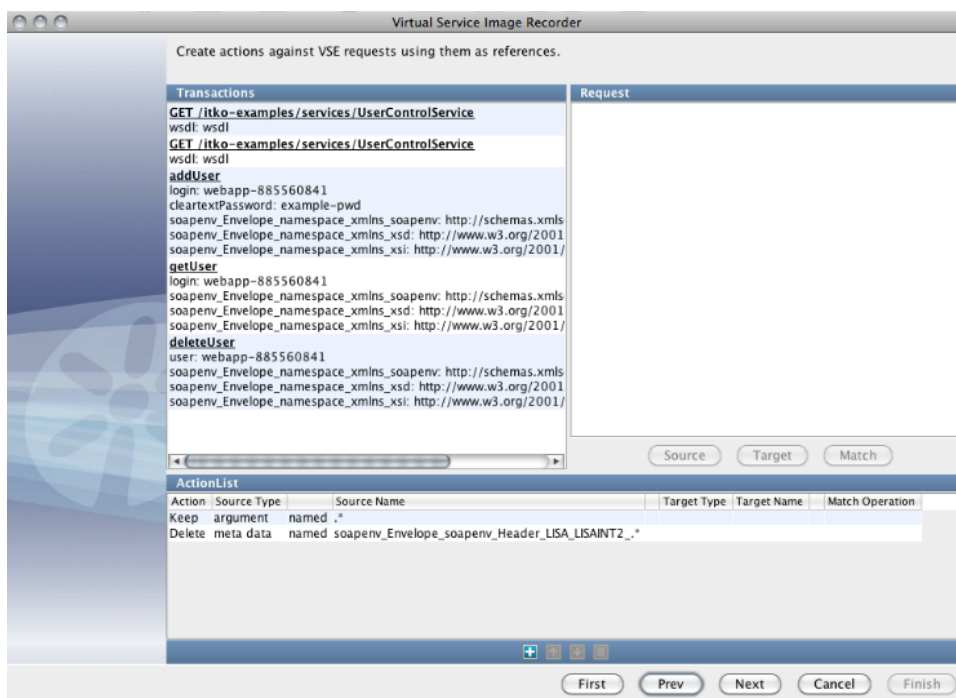 Virtual Service Image Recorder
Create actions against VSE requests using them as references.
Transactions
GET /itko-examples/services/UserControlService
wsdl: wsdl
GET /itko-examples/services/UserControlService
wsdl: wsdl
addUser
login: webapp-885560841
cleartextPassword: example-pwd
soapenv_Envelope_namespace_xmlns_soapenv: http://schemas.xmls
soapenv_Envelope_namespace_xmlns_xsd: http://www.w3.org/2001
soapenv_Envelope_namespace_xmlns_xsi: http://www.w3.org/2001/
getUser
login: webapp-885560841
soapenv_Envelope_namespace_xmlns_soapenv: http://schemas.xmls
soapenv_Envelope_namespace_xmlns_xsd: http://www.w3.org/2001
soapenv_Envelope_namespace_xmlns_xsi: http://www.w3.org/2001/
deleteUser
user: webapp-885560841
soapenv_Envelope_namespace_xmlns_soapenv: http://schemas.xmls
soapenv_Envelope_namespace_xmlns_xsd: http://www.w3.org/2001
soapenv_Envelope_namespace_xmlns_xsi: http://www.w3.org/2001/
Request
Source Target Match
ActionList
Action Source Type Source Name Target Type Target Name Match Operation
Keep argument named .*
Delete meta data named soapenv_Envelope_soapenv_Header_LISA_LISAINT2_.*
First Prev Next Cancel Finish